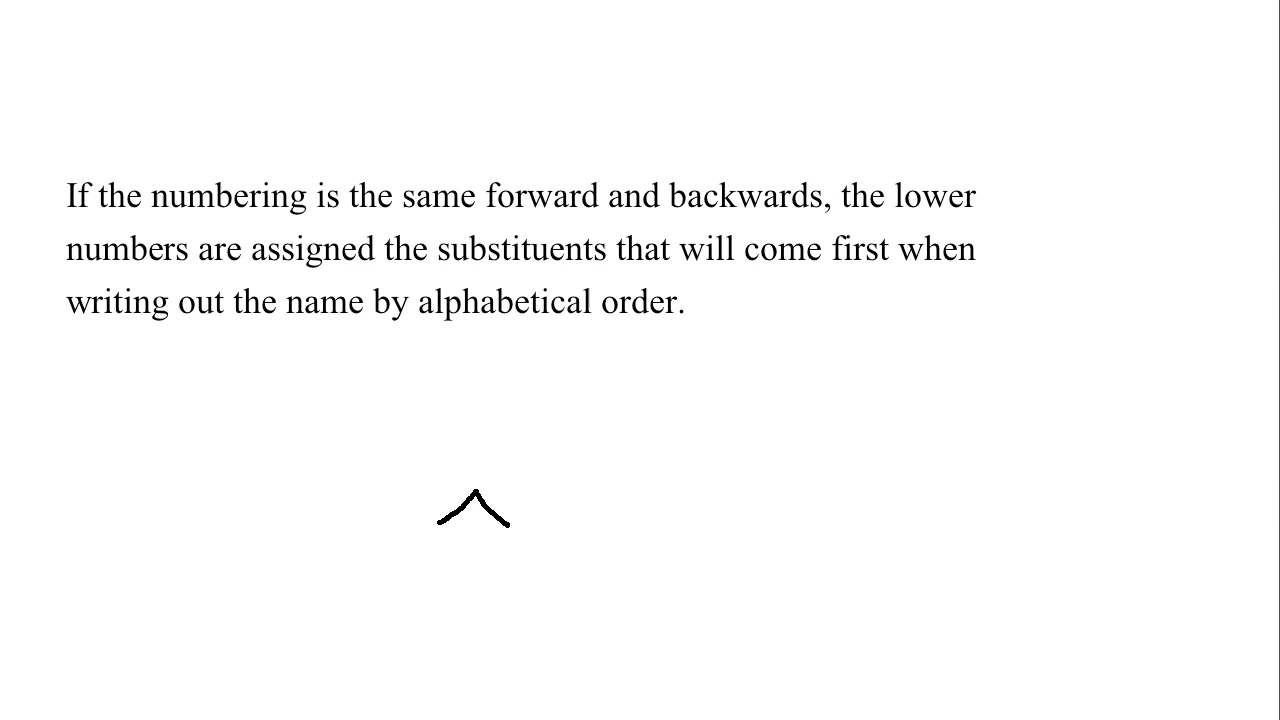 If the numbering is the same forward and backwards, the lower
numbers are assigned the substituents that will come first when
writing out the name by alphabetical order.